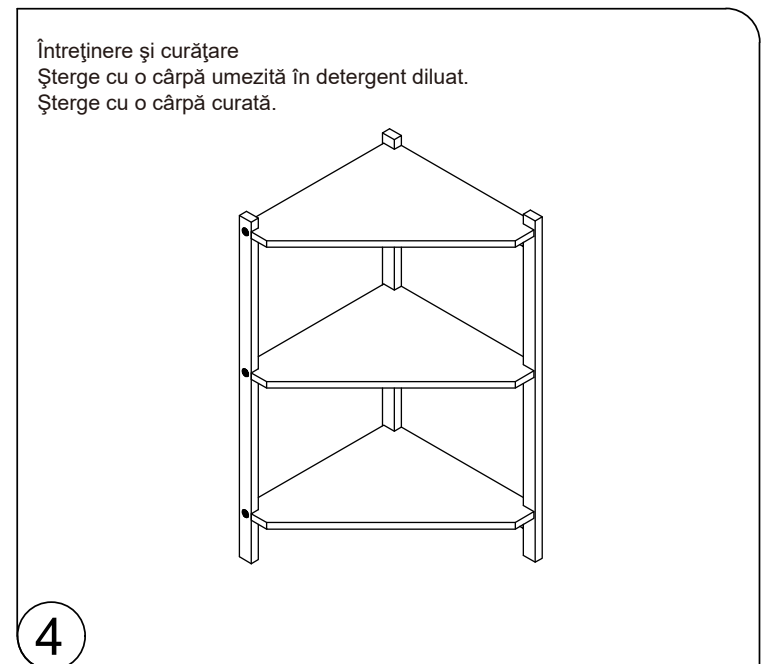 Întreţinere şi curăţare
Şterge cu o cârpă umezită în detergent diluat.
Şterge cu o cârpă curată.
4